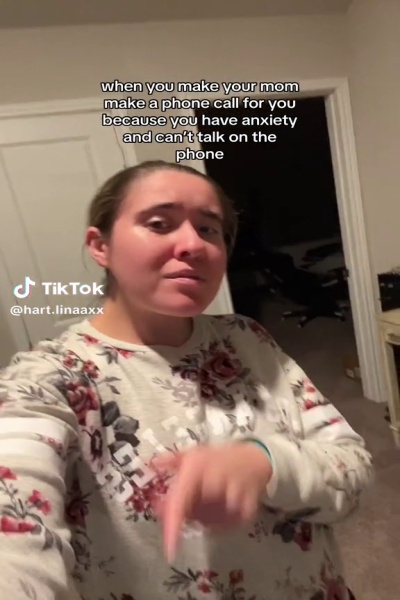 when you make your mom
make a phone call for you
because you have anxiety
and can't talk on the
phone
TikTok
@hart.linaaxx